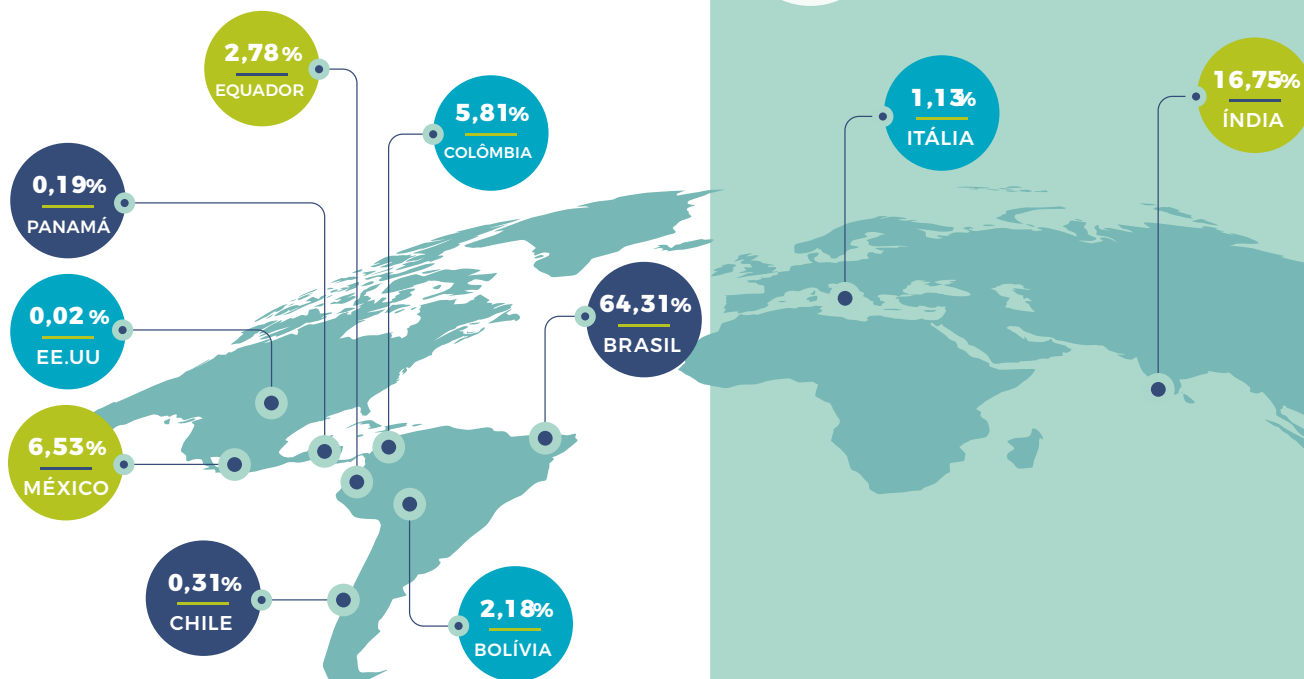 2,78%
EQUADOR
5,81%
COLÔMBIA
1,13%
ITÁLIA
16,75%
ÍNDIA
0,19%
PANAMÁ
0,02 %
EE.UU
64,31%
BRASIL
6,53%
MÉXICO
0,31%
CHILE
2,18%
BOLÍVIA